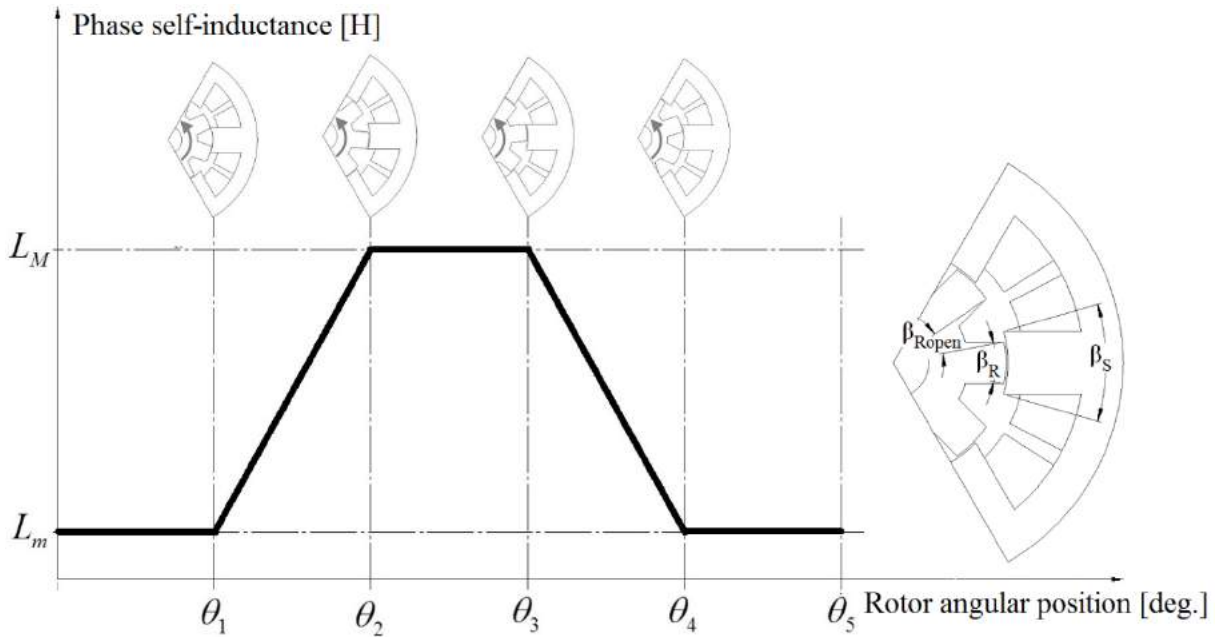 Phase self-inductance [H]
L_M
L_m
θ_1
θ_2
θ_3
θ_4
θ_5
Rotor angular position [deg.]
β_Ropen
β_R
β_S